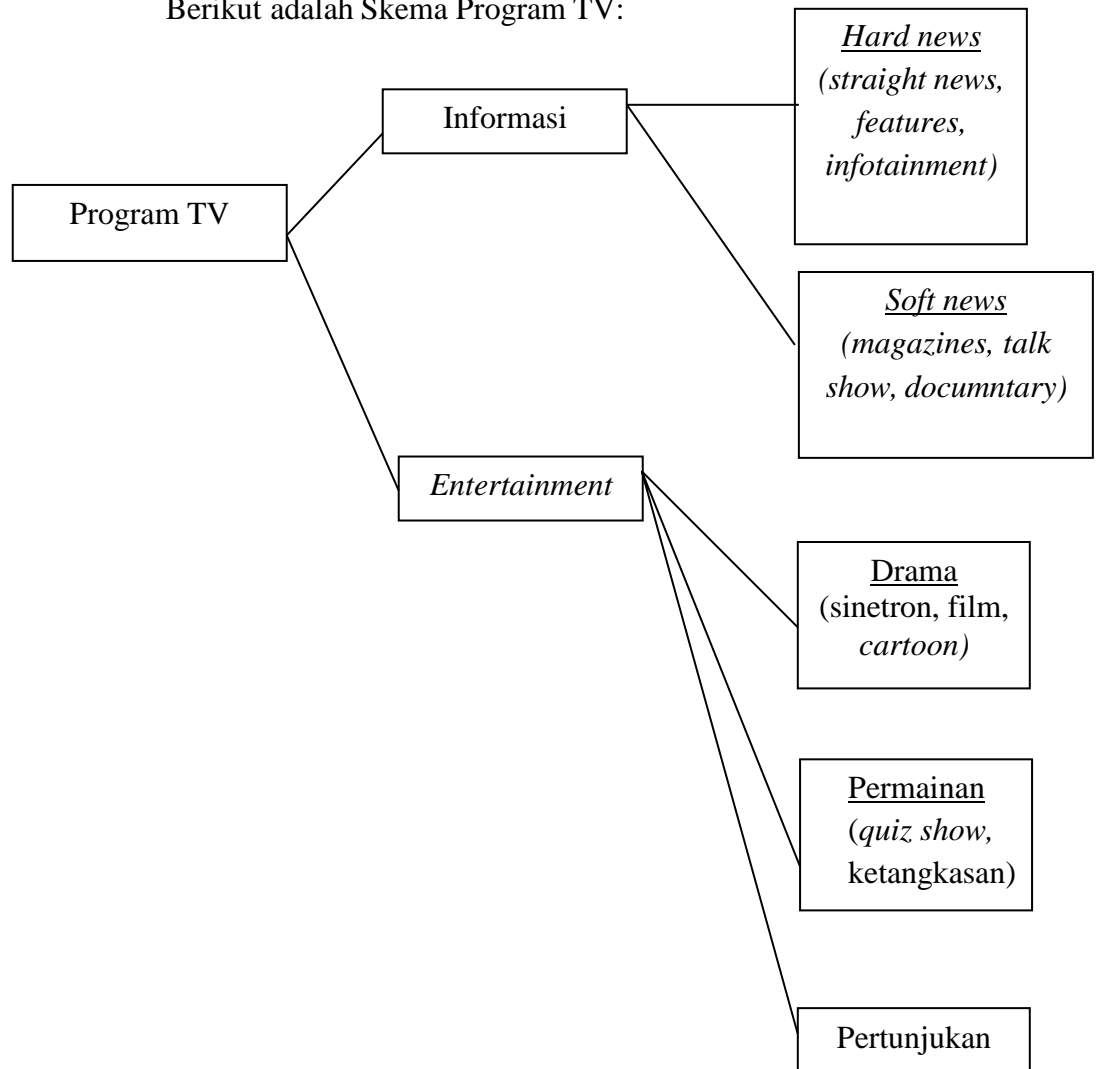 Berikut adalah Skema Program TV:
Hard news
(straight news,
features,
infotainment)
Informasi
Program TV
Soft news
(magazines, talk
show, documntary)
Entertainment
Drama
(sinetron, film,
cartoon)
Permainan
(quiz show,
ketangkasan)
Pertunjukan